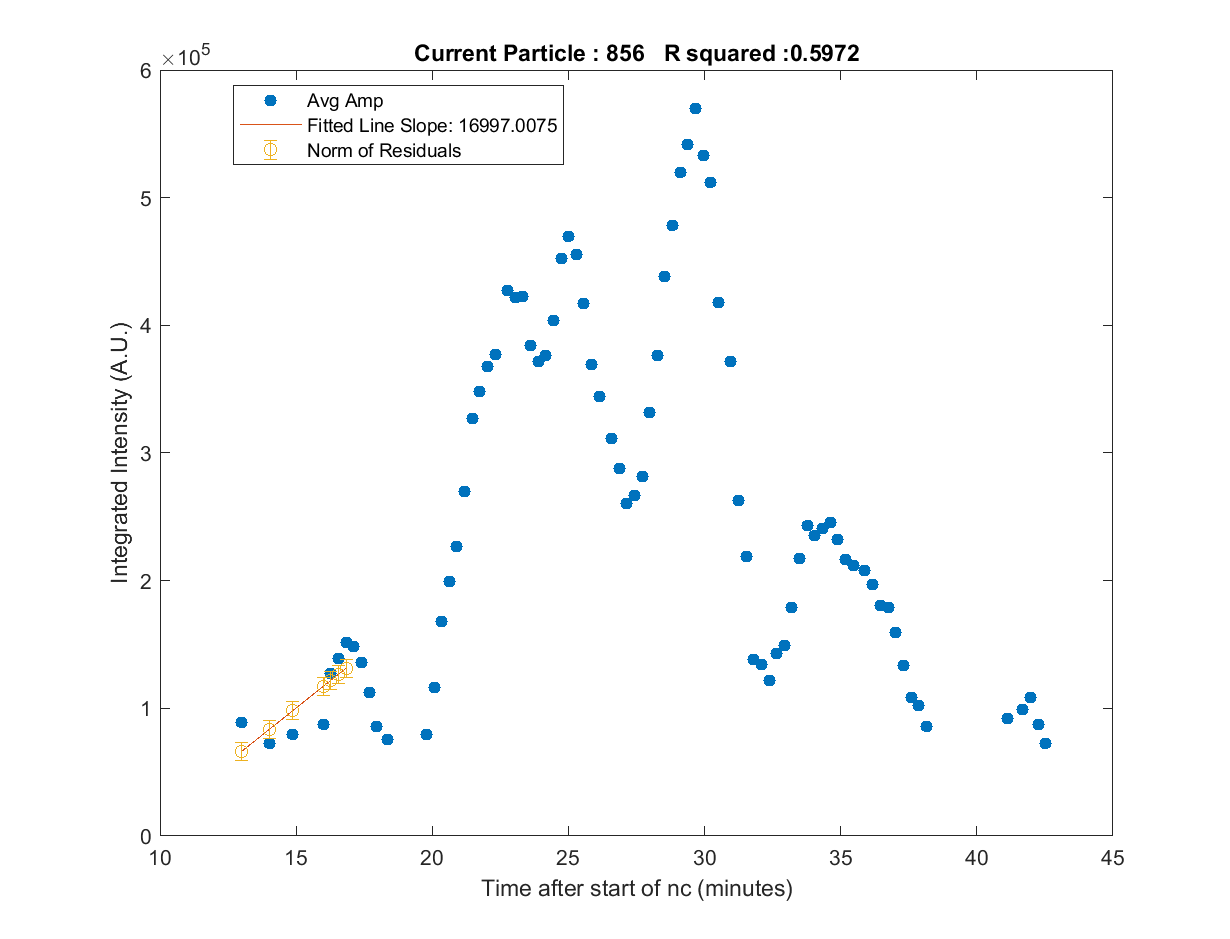 Current Particle : 856 R squared :0.5972
×10^5
6
5
4
3
2
1
0
Avg Amp
Fitted Line Slope: 16997.0075
Norm of Residuals
Integrated Intensity (A.U.)
10 15 20 25 30 35 40 45
Time after start of nc (minutes)